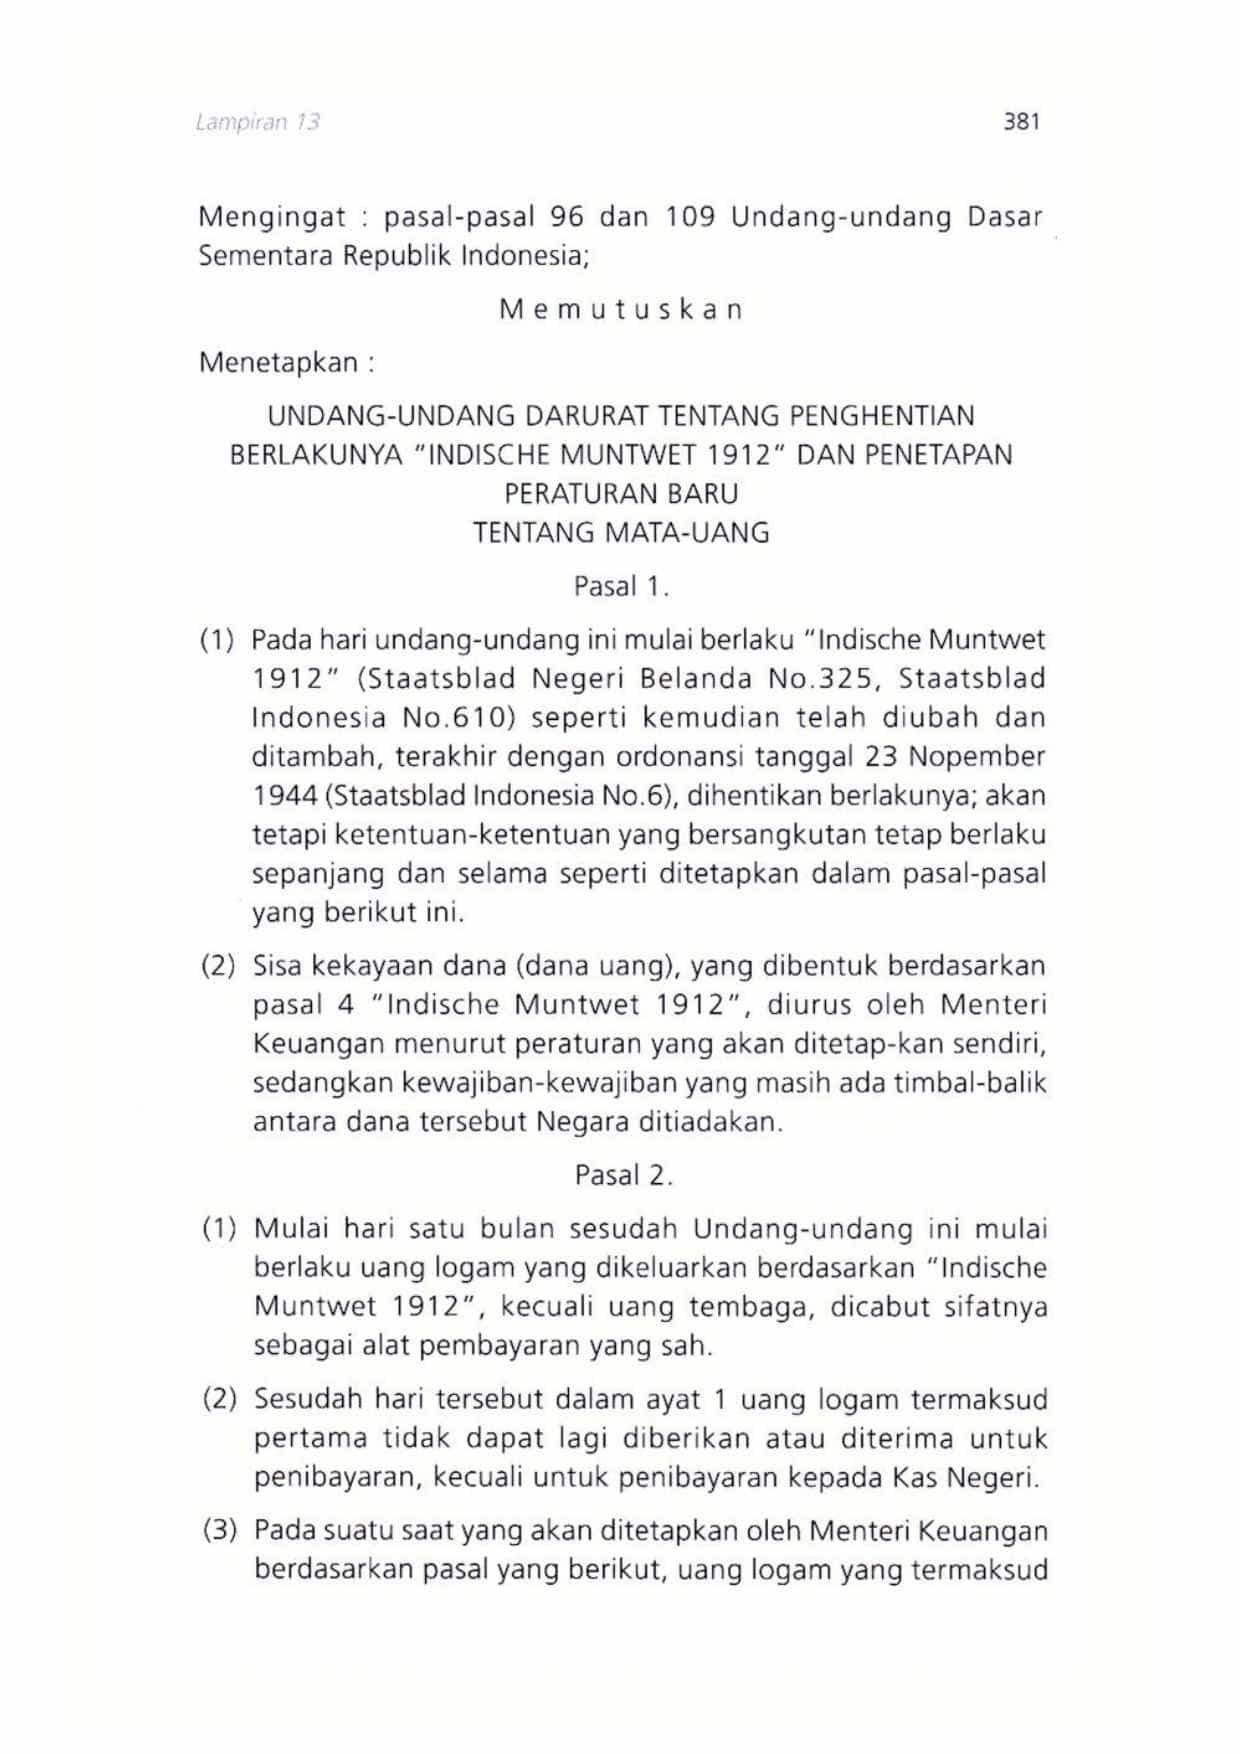 Lampiran 13
381
Mengingat : pasal-pasal 96 dan 109 Undang-undang Dasar
Sementara Republik Indonesia;
M e m u t u s k a n
Menetapkan :
UNDANG-UNDANG DARURAT TENTANG PENGHENTIAN
BERLAKUNYA "INDISCHE MUNTWET 1912" DAN PENETAPAN
PERATURAN BARU
TENTANG MATA-UANG
Pasal 1.
(1) Pada hari undang-undang ini mulai berlaku "Indische Muntwet
1912" (Staatsblad Negeri Belanda No.325, Staatsblad
Indonesia No.610) seperti kemudian telah diubah dan
ditambah, terakhir dengan ordonansi tanggal 23 Nopember
1944 (Staatsblad Indonesia No.6), dihentikan berlakunya; akan
tetapi ketentuan-ketentuan yang bersangkutan tetap berlaku
sepanjang dan selama seperti ditetapkan dalam pasal-pasal
yang berikut ini.
(2) Sisa kekayaan dana (dana uang), yang dibentuk berdasarkan
pasal 4 "Indische Muntwet 1912", diurus oleh Menteri
Keuangan menurut peraturan yang akan ditetap-kan sendiri,
sedangkan kewajiban-kewajiban yang masih ada timbal-balik
antara dana tersebut Negara ditiadakan.
Pasal 2.
(1) Mulai hari satu bulan sesudah Undang-undang ini mulai
berlaku uang logam yang dikeluarkan berdasarkan "Indische
Muntwet 1912", kecuali uang tembaga, dicabut sifatnya
sebagai alat pembayaran yang sah.
(2) Sesudah hari tersebut dalam ayat 1 uang logam termaksud
pertama tidak dapat lagi diberikan atau diterima untuk
penibayaran, kecuali untuk penibayaran kepada Kas Negeri.
(3) Pada suatu saat yang akan ditetapkan oleh Menteri Keuangan
berdasarkan pasal yang berikut, uang logam yang termaksud